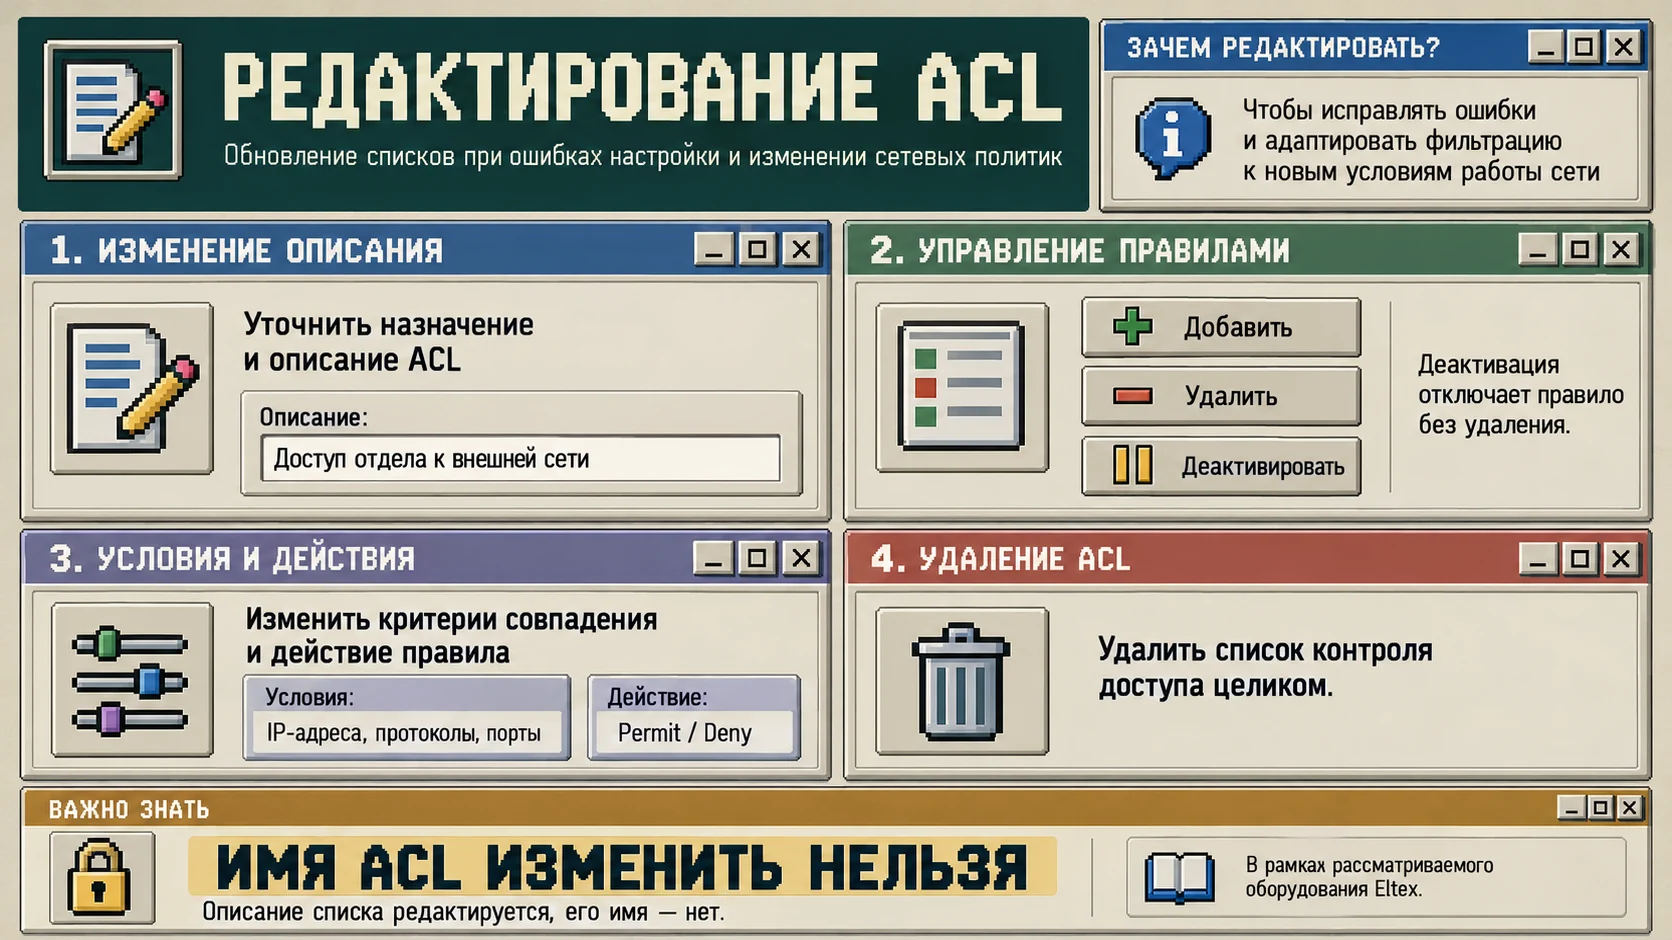 РЕДАКТИРОВАНИЕ ACL
Обновление списков при ошибках настройки и изменении сетевых политик
ЗАЧЕМ РЕДАКТИРОВАТЬ?
Чтобы исправлять ошибки
и адаптировать фильтрацию
к новым условиям работы сети
1. ИЗМЕНЕНИЕ ОПИСАНИЯ
Уточнить назначение
и описание ACL
Описание:
Доступ отдела к внешней сети
2. УПРАВЛЕНИЕ ПРАВИЛАМИ
Добавить
Удалить
Деактивировать
Деактивация
отключает правило
без удаления.
3. УСЛОВИЯ И ДЕЙСТВИЯ
Изменить критерии совпадения
и действие правила
Условия:
IP-адреса, протоколы, порты
Действие:
Permit / Deny
4. УДАЛЕНИЕ ACL
Удалить список контроля
доступа целиком.
ВАЖНО ЗНАТЬ
ИМЯ ACL ИЗМЕНИТЬ НЕЛЬЗЯ
Описание списка редактируется, его имя — нет.
В рамках рассматриваемого
оборудования Eltex.